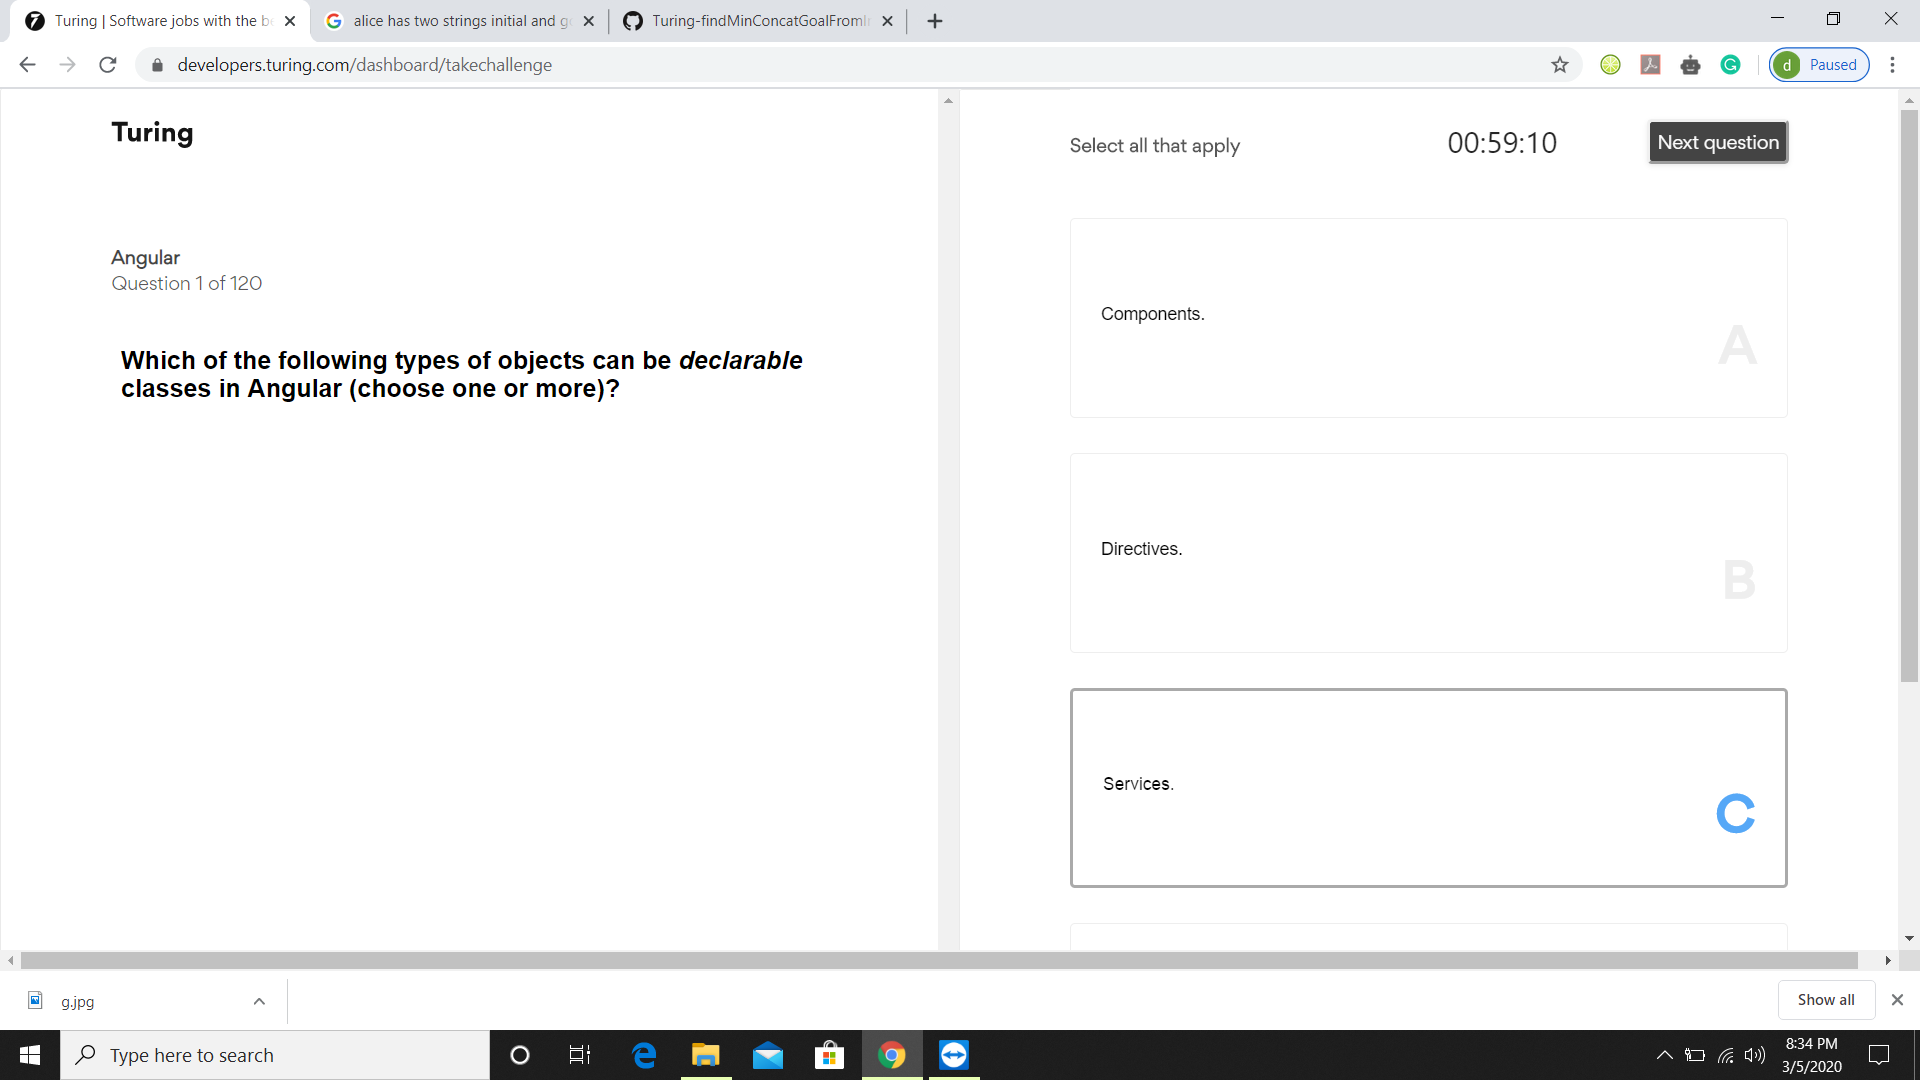 Turing | Software jobs with the b
alice has two strings initial and g
Turing-findMinConcatGoalFromI
developers.turing.com/dashboard/takechallenge
d Paused
Turing
Select all that apply
00:59:10
Next question
Angular
Question 1 of 120
Which of the following types of objects can be declarable
classes in Angular (choose one or more)?
Components.
A
Directives.
B
Services.
C
g.jpg
Show all
Type here to search
8:34 PM
3/5/2020